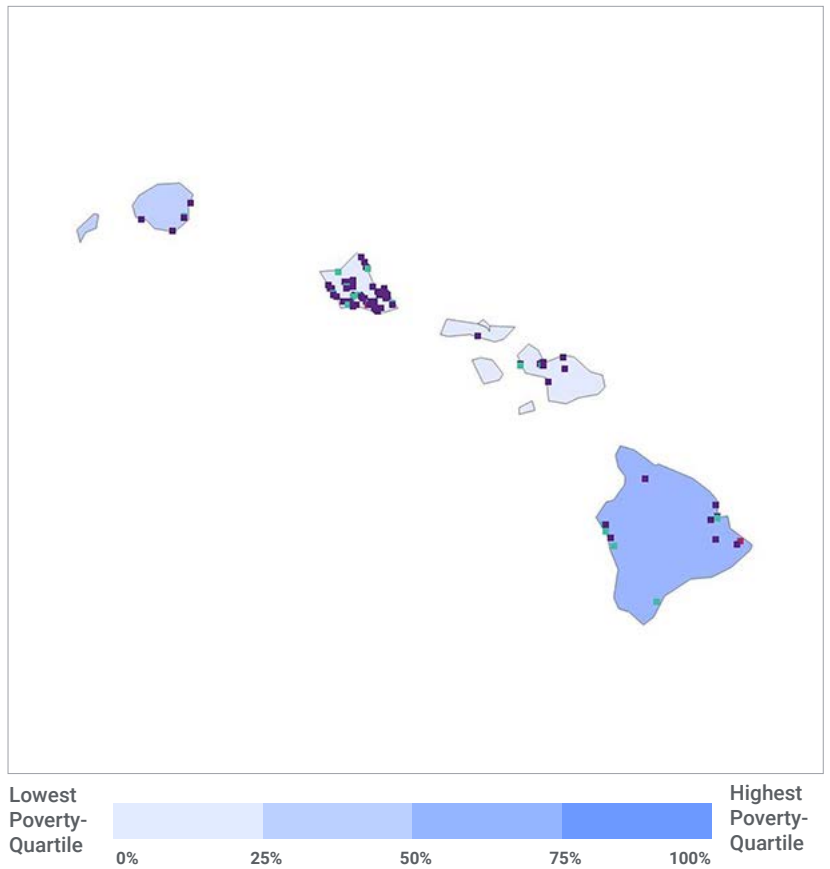 Lowest
Poverty-
Quartile
0%
25%
50%
75%
100%
Highest
Poverty-
Quartile